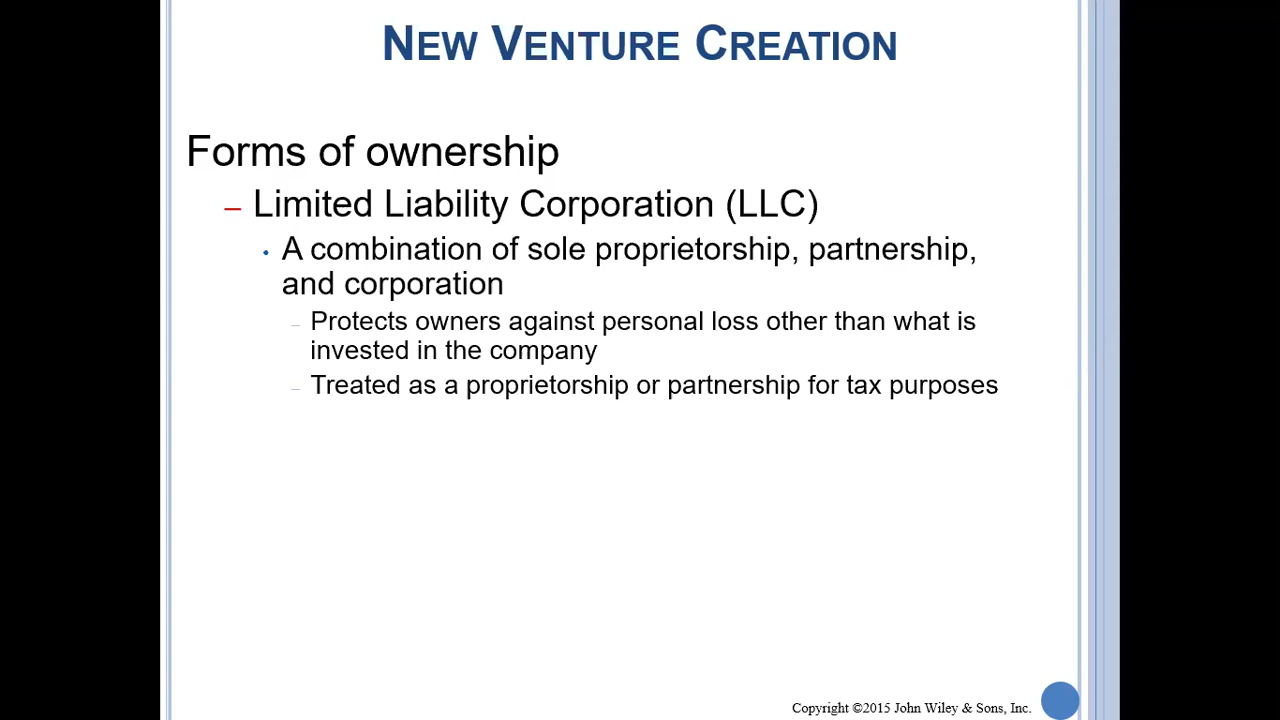 NEW VENTURE CREATION
Forms of ownership
– Limited Liability Corporation (LLC)
• A combination of sole proprietorship, partnership,
and corporation
– Protects owners against personal loss other than what is
invested in the company
– Treated as a proprietorship or partnership for tax purposes
Copyright ©2015 John Wiley & Sons, Inc.